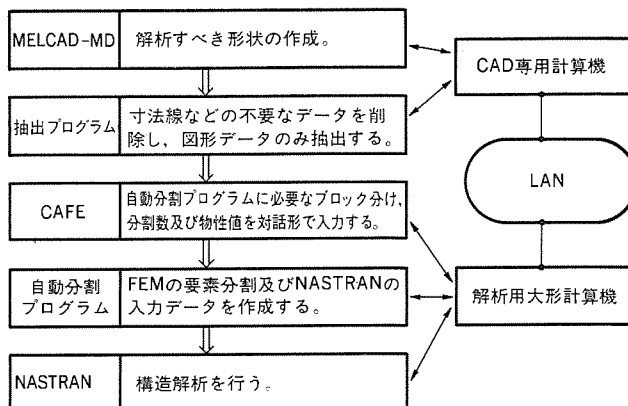 MELCAD-MD
解析すべき形状の作成。
抽出プログラム
寸法線などの不要なデータを削
除し,図形データのみ抽出する。
CAFE
自動分割プログラムに必要なブロック分け,
分割数及び物性値を対話形で入力する。
自動分割
プログラム
FEMの要素分割及びNASTRANの
入力データを作成する。
NASTRAN
構造解析を行う。
CAD専用計算機
LAN
解析用大形計算機